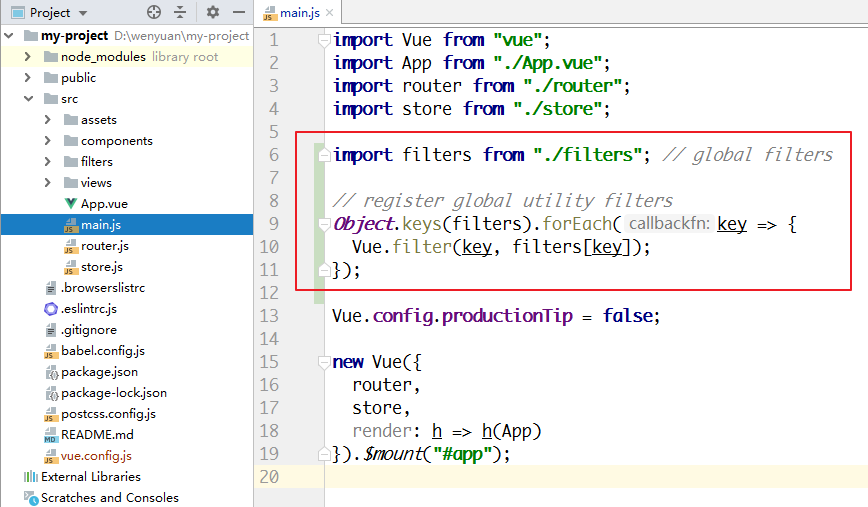 Project
my-project D:\wenyuan\my-project
node_modules library root
public
src
assets
components
filters
views
App.vue
main.js
router.js
store.js
.browserslistrc
.eslintrc.js
.gitignore
babel.config.js
package.json
package-lock.json
postcss.config.js
README.md
vue.config.js
External Libraries
Scratches and Consoles
main.js
1 import Vue from "vue";
2 import App from "./App.vue";
3 import router from "./router";
4 import store from "./store";
5
6 import filters from "./filters"; // global filters
7
8 // register global utility filters
9 Object.keys(filters).forEach( callbackfn: key => {
10 Vue.filter(key, filters[key]);
11 });
12
13 Vue.config.productionTip = false;
14
15 new Vue({
16 router,
17 store,
18 render: h => h(App)
19 }).$mount("#app");
20